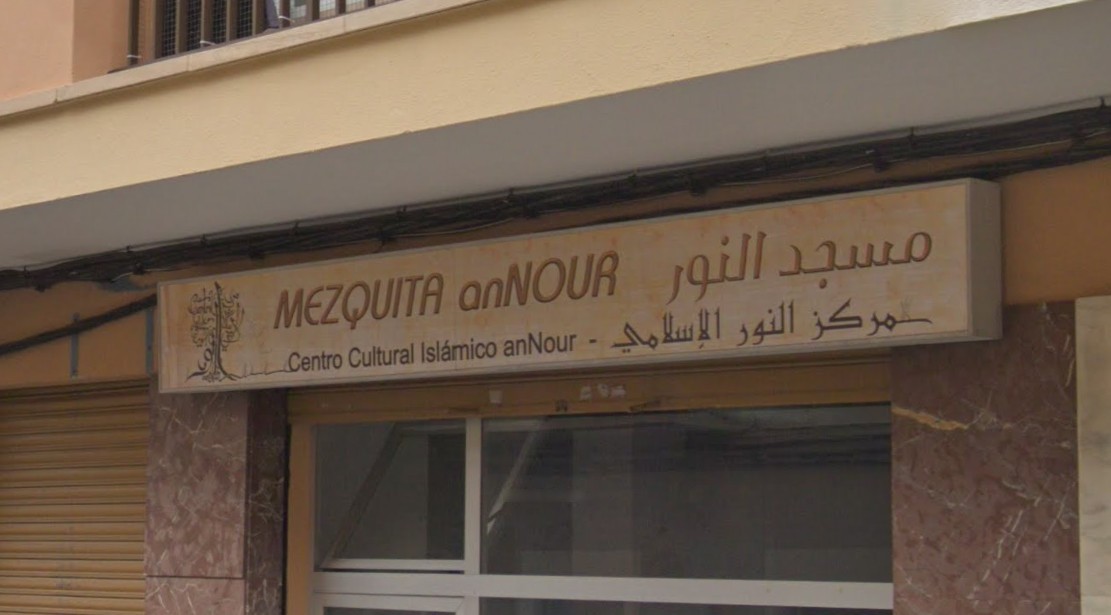 MEZQUITA anNOUR مسجد النور
Centro Cultural Islámico anNour - مركز النور الإسلامي